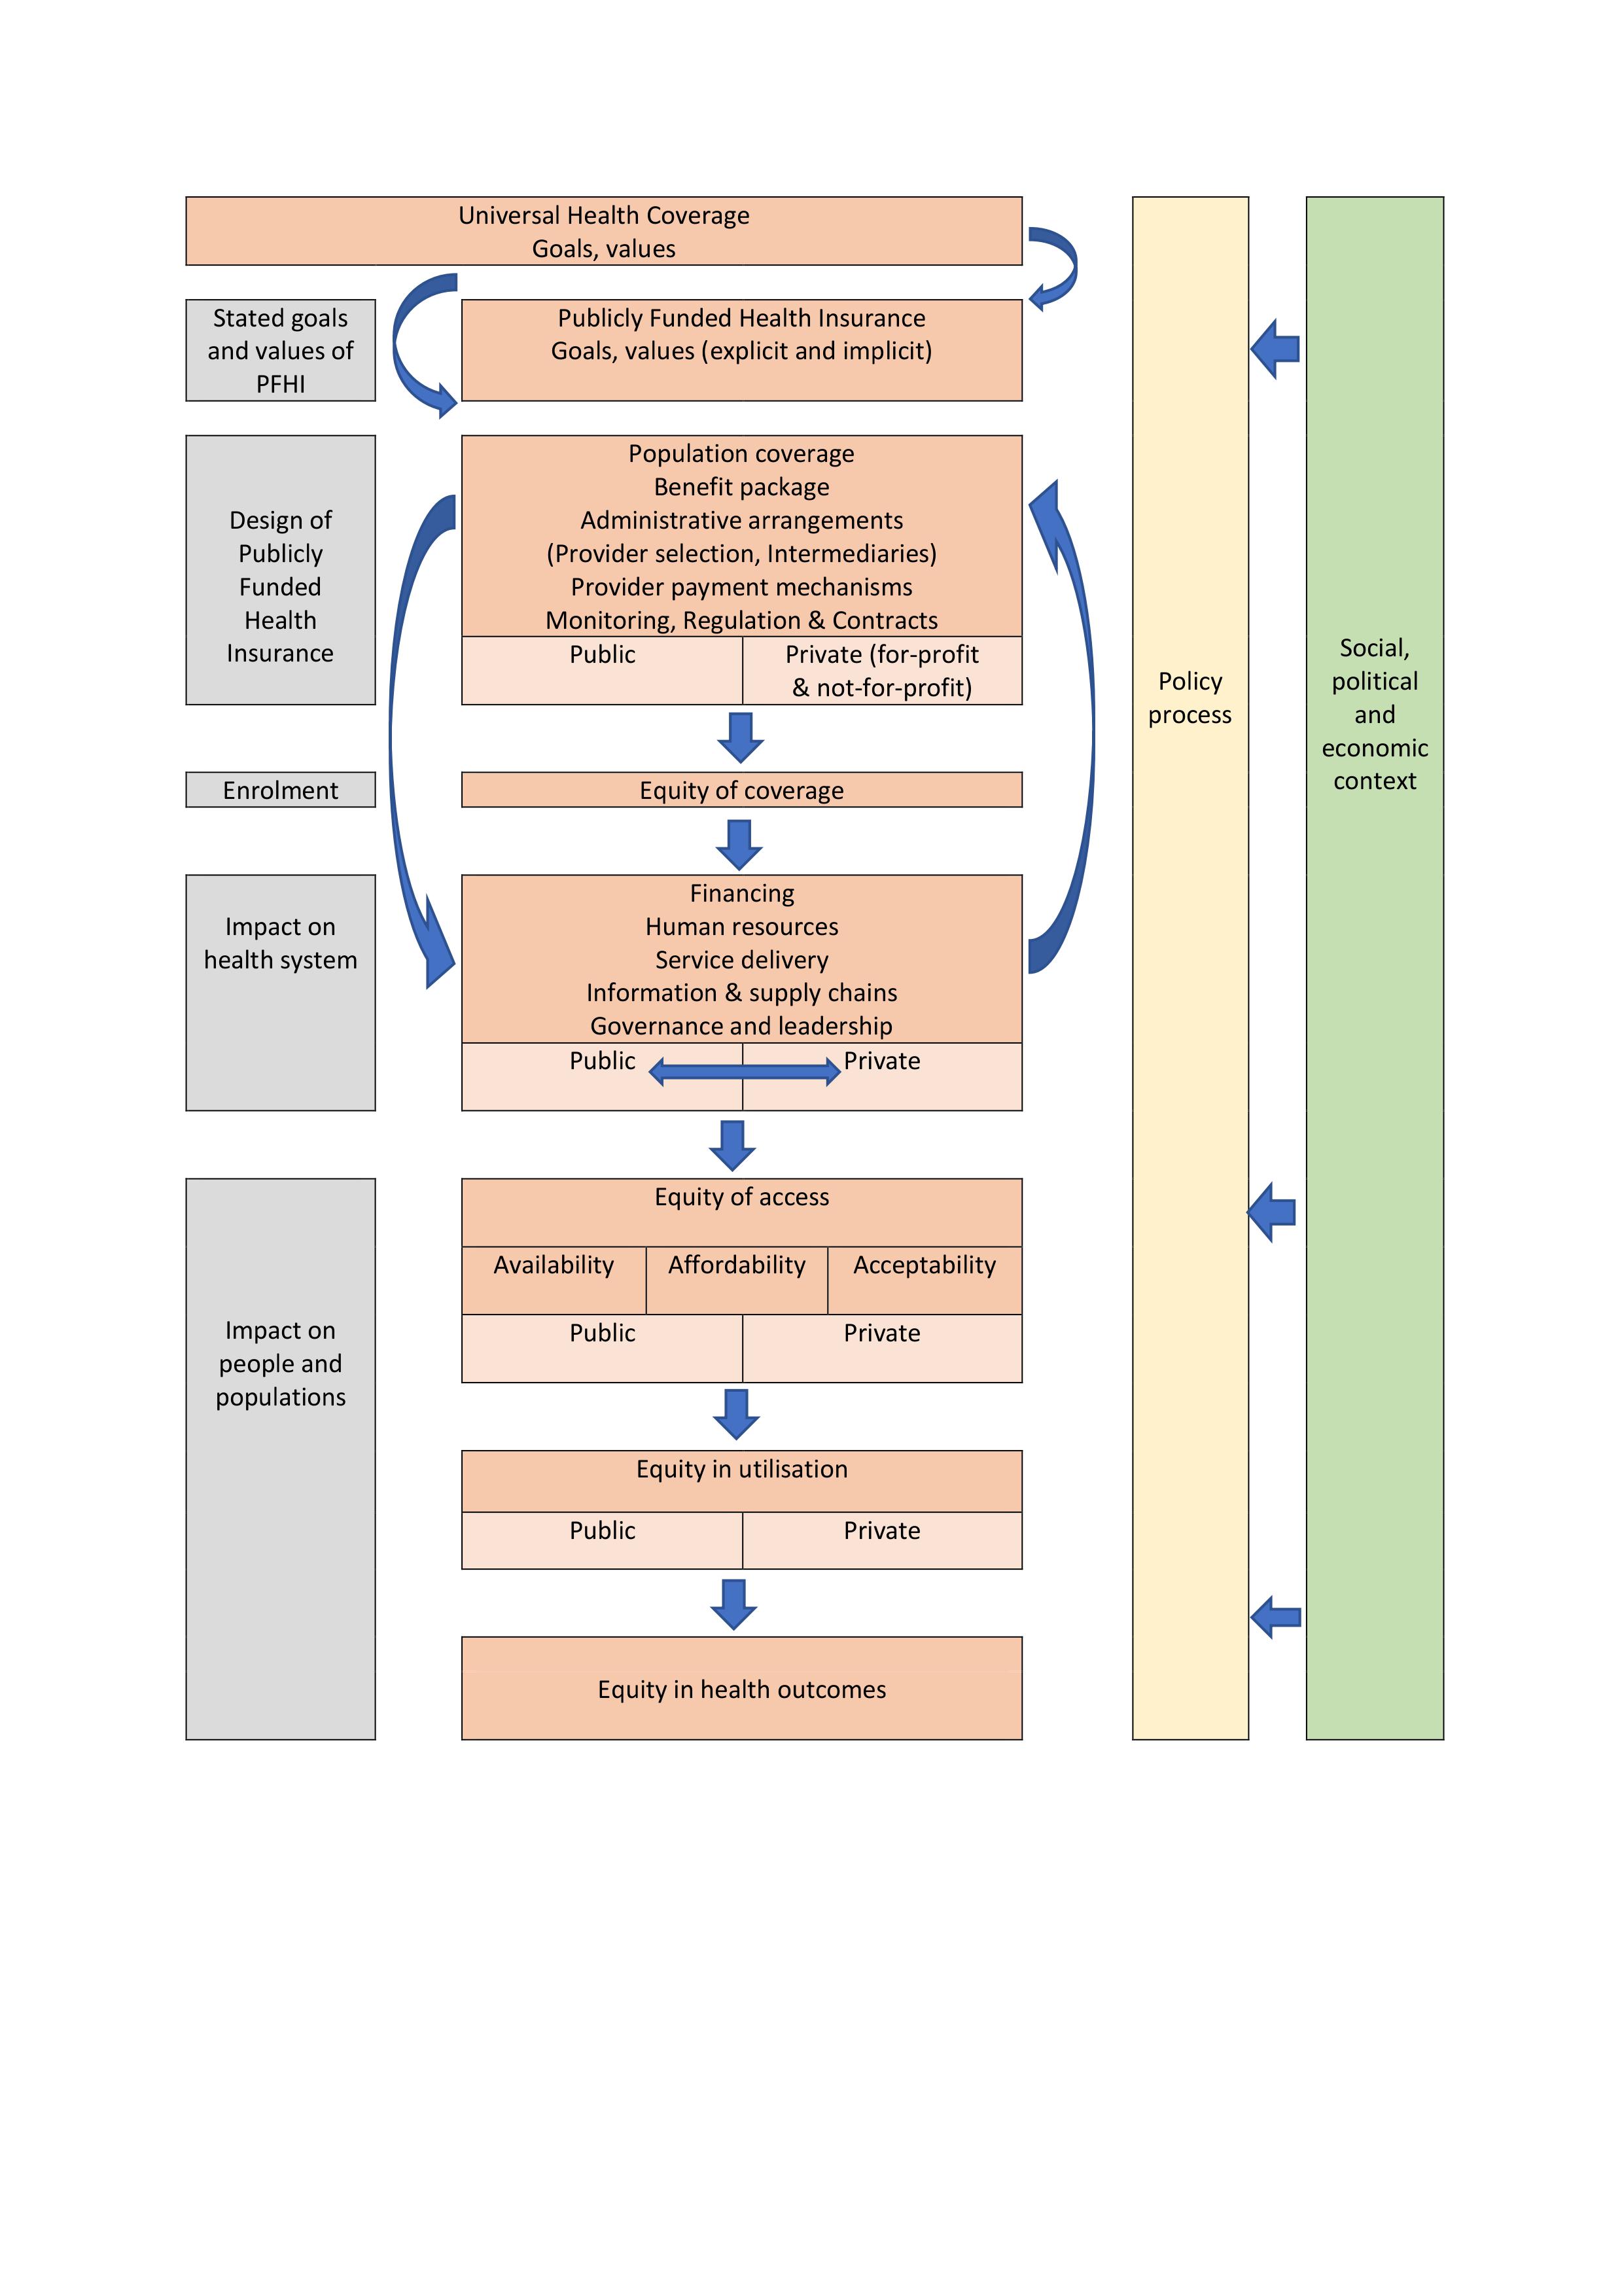 Universal Health Coverage
Goals, values
Stated goals
and values of
PFHI
Publicly Funded Health Insurance
Goals, values (explicit and implicit)
Design of
Publicly
Funded
Health
Insurance
Population coverage
Benefit package
Administrative arrangements
(Provider selection, Intermediaries)
Provider payment mechanisms
Monitoring, Regulation & Contracts
Public
Private (for-profit
& not-for-profit)
Enrolment
Equity of coverage
Impact on
health system
Financing
Human resources
Service delivery
Information & supply chains
Governance and leadership
Public
Private
Impact on
people and
populations
Equity of access
Availability
Affordability
Acceptability
Public
Private
Equity in utilisation
Public
Private
Equity in health outcomes
Policy
process
Social,
political
and
economic
context